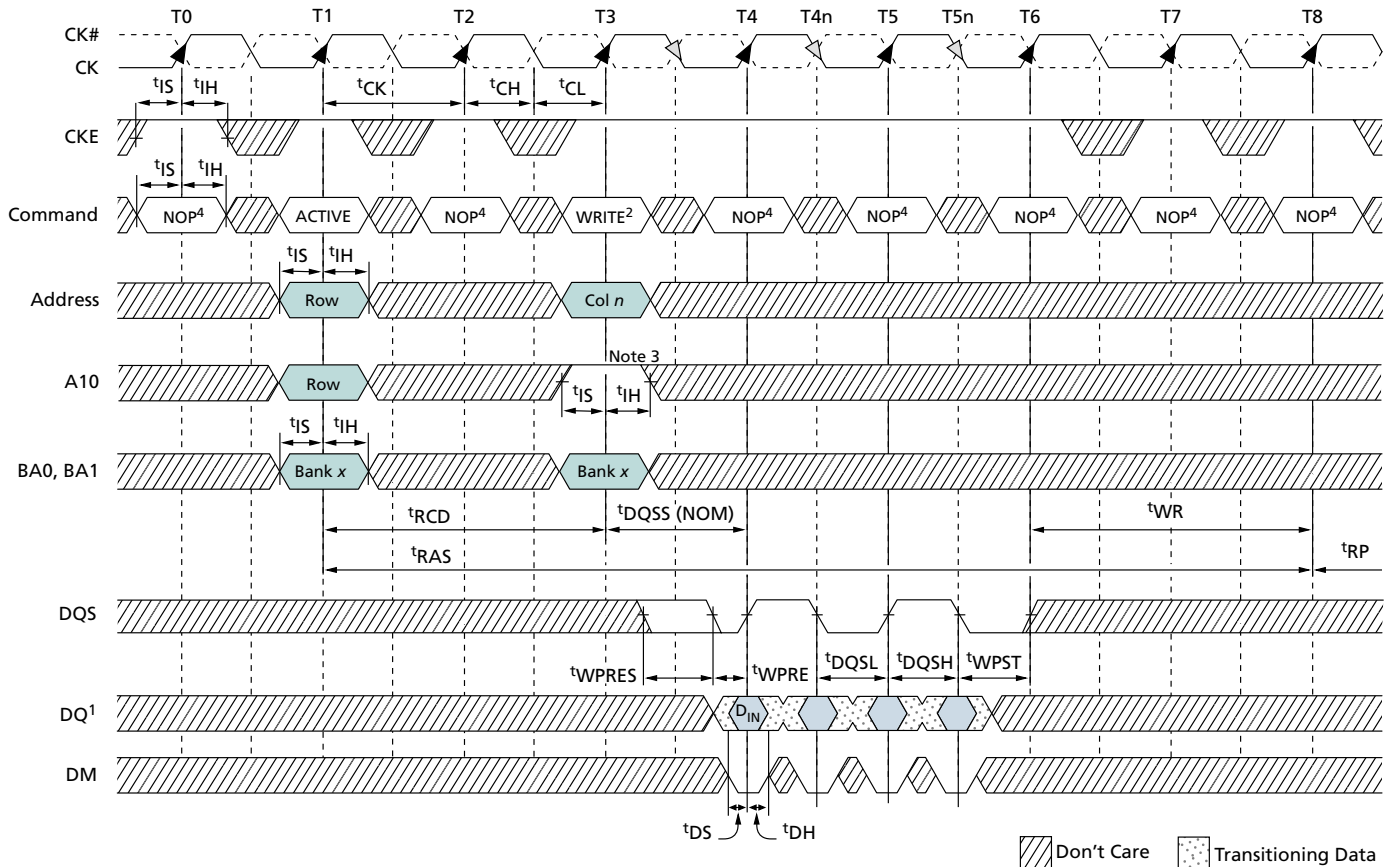 T0 T1 T2 T3 T4 T4n T5 T5n T6 T7 T8
CK#
CK
tIS tIH tCK tCH tCL
CKE
tIS tIH
Command NOP4 ACTIVE NOP4 WRITE2 NOP4 NOP4 NOP4 NOP4 NOP4
tIS tIH
Address Row Col n
Note 3
A10 Row tIS tIH
tIS tIH
BA0, BA1 Bank x Bank x
tRCD tDQSS (NOM) tWR
tRAS tRP
DQS
tWPRES tWPRE tDQSL tDQSH tWPST
DQ1 DIN
DM
tDS tDH
Don't Care Transitioning Data